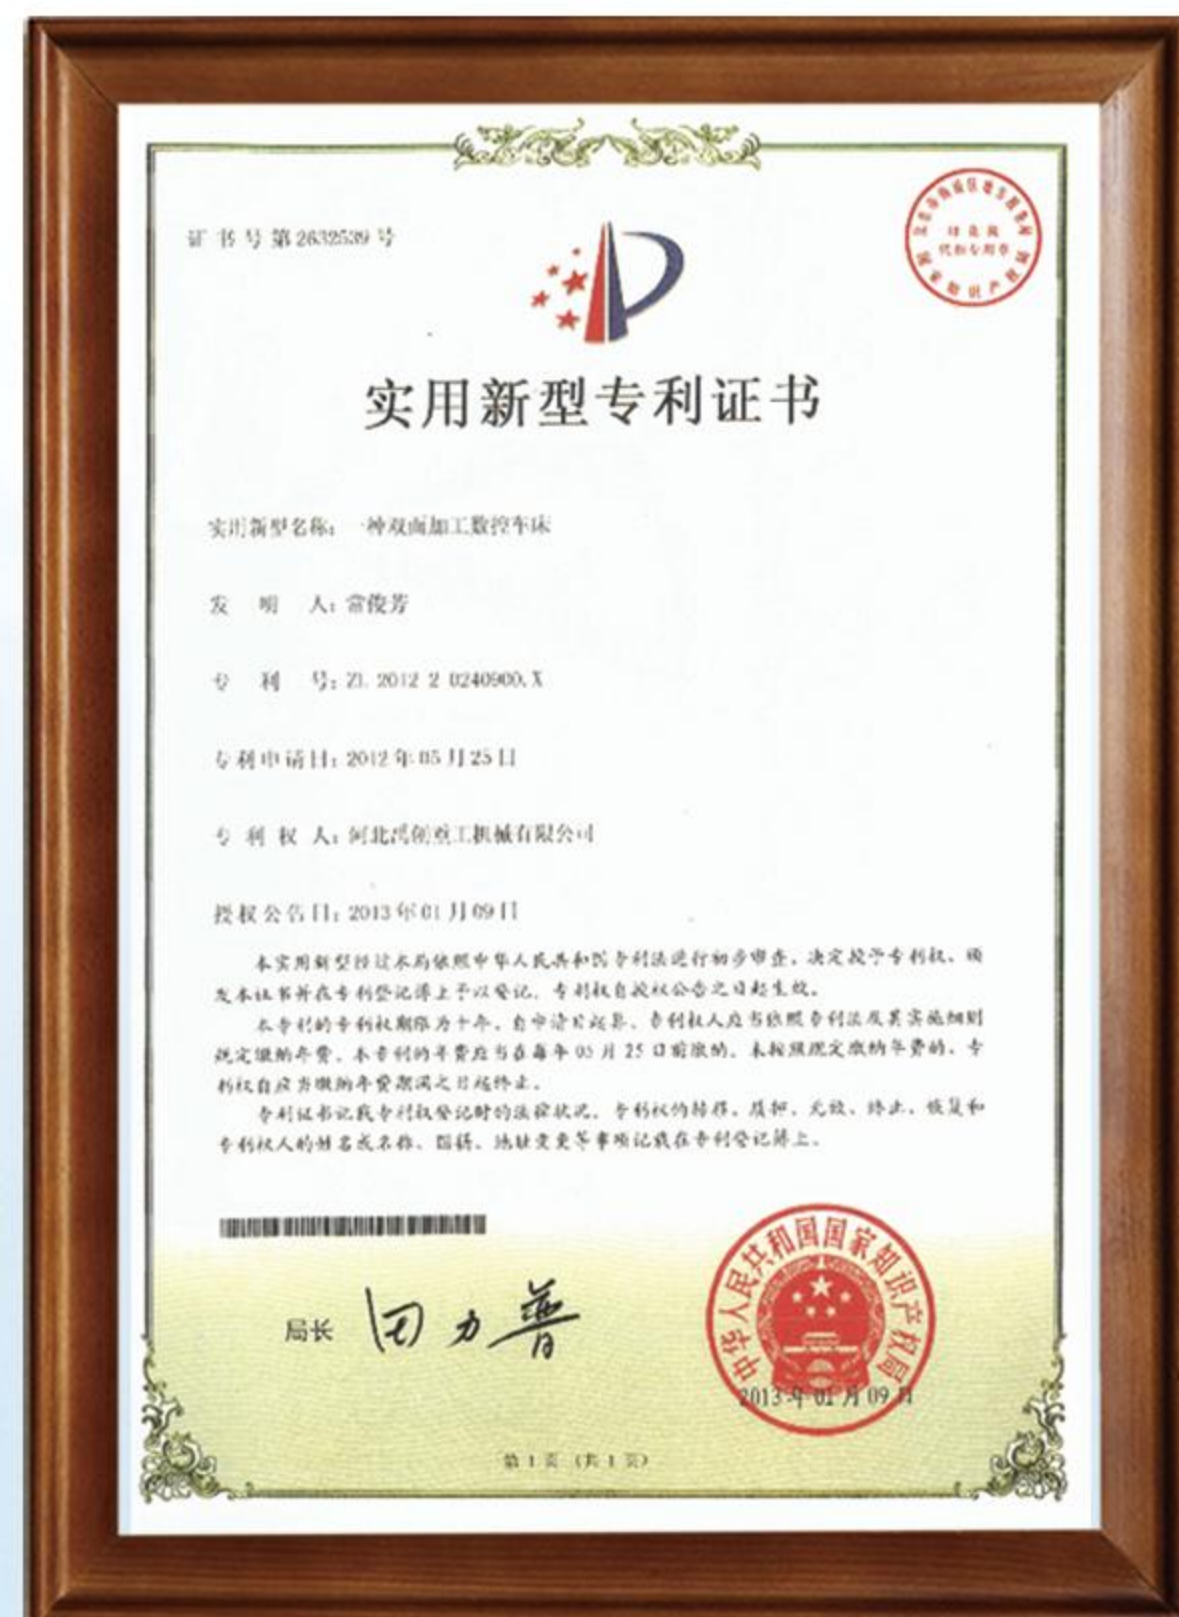 证书号第2632539号
实用新型专利证书
实用新型名称：一种双面加工数控车床
发 明 人：常俊芳
专 利 号：ZL 2012 2 0240900.X
专利申请日：2012年05月25日
专 利 权 人：河北 重工机械有限公司
授权公告日：2013年01月09日
本实用新型经过本局依照中华人民共和国专利法进行初步审查，决定授予专利权，颁
发本证书并在专利登记簿上予以登记。专利权自授权公告之日起生效。
本专利的专利权期限为十年，自申请日起算。专利权人应当依照专利法及其实施细则
规定缴纳年费。本专利的年费应当在每年05月25日前缴纳。未按照规定缴纳年费的，专
利权自应当缴纳年费期满之日起终止。
专利证书记载专利权登记时的法律状况。专利权的转移、质押、无效、终止、恢复和
专利权人的姓名或名称、国籍、地址变更等事项记载在专利登记簿上。
局长 田力普
中华人民共和国国家知识产权局
2013年01月09日
第1页 （共1页）